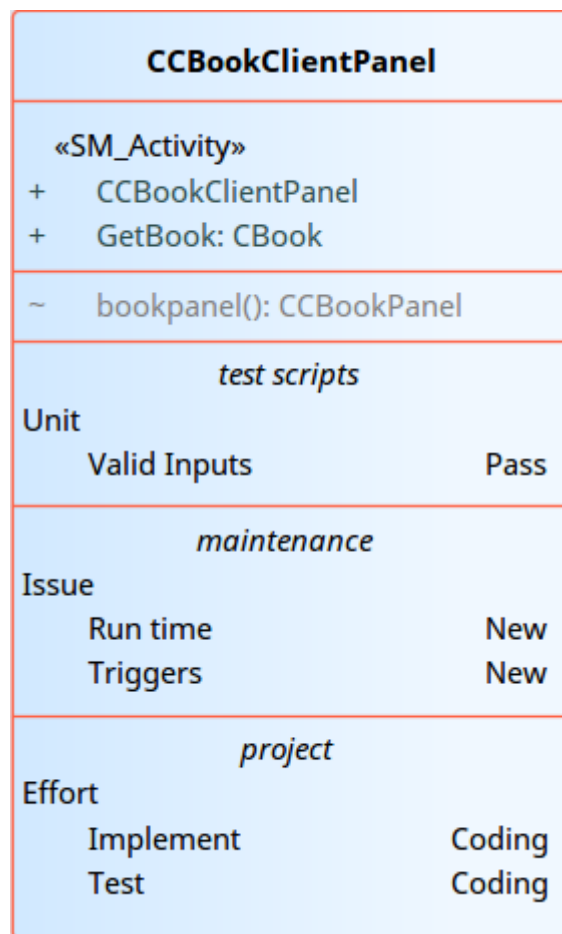 CCBookClientPanel
«SM_Activity»
+ CCBookClientPanel
+ GetBook: CBook
~ bookpanel(): CCBookPanel
test scripts
Unit
Valid Inputs Pass
maintenance
Issue
Run time New
Triggers New
project
Effort
Implement Coding
Test Coding